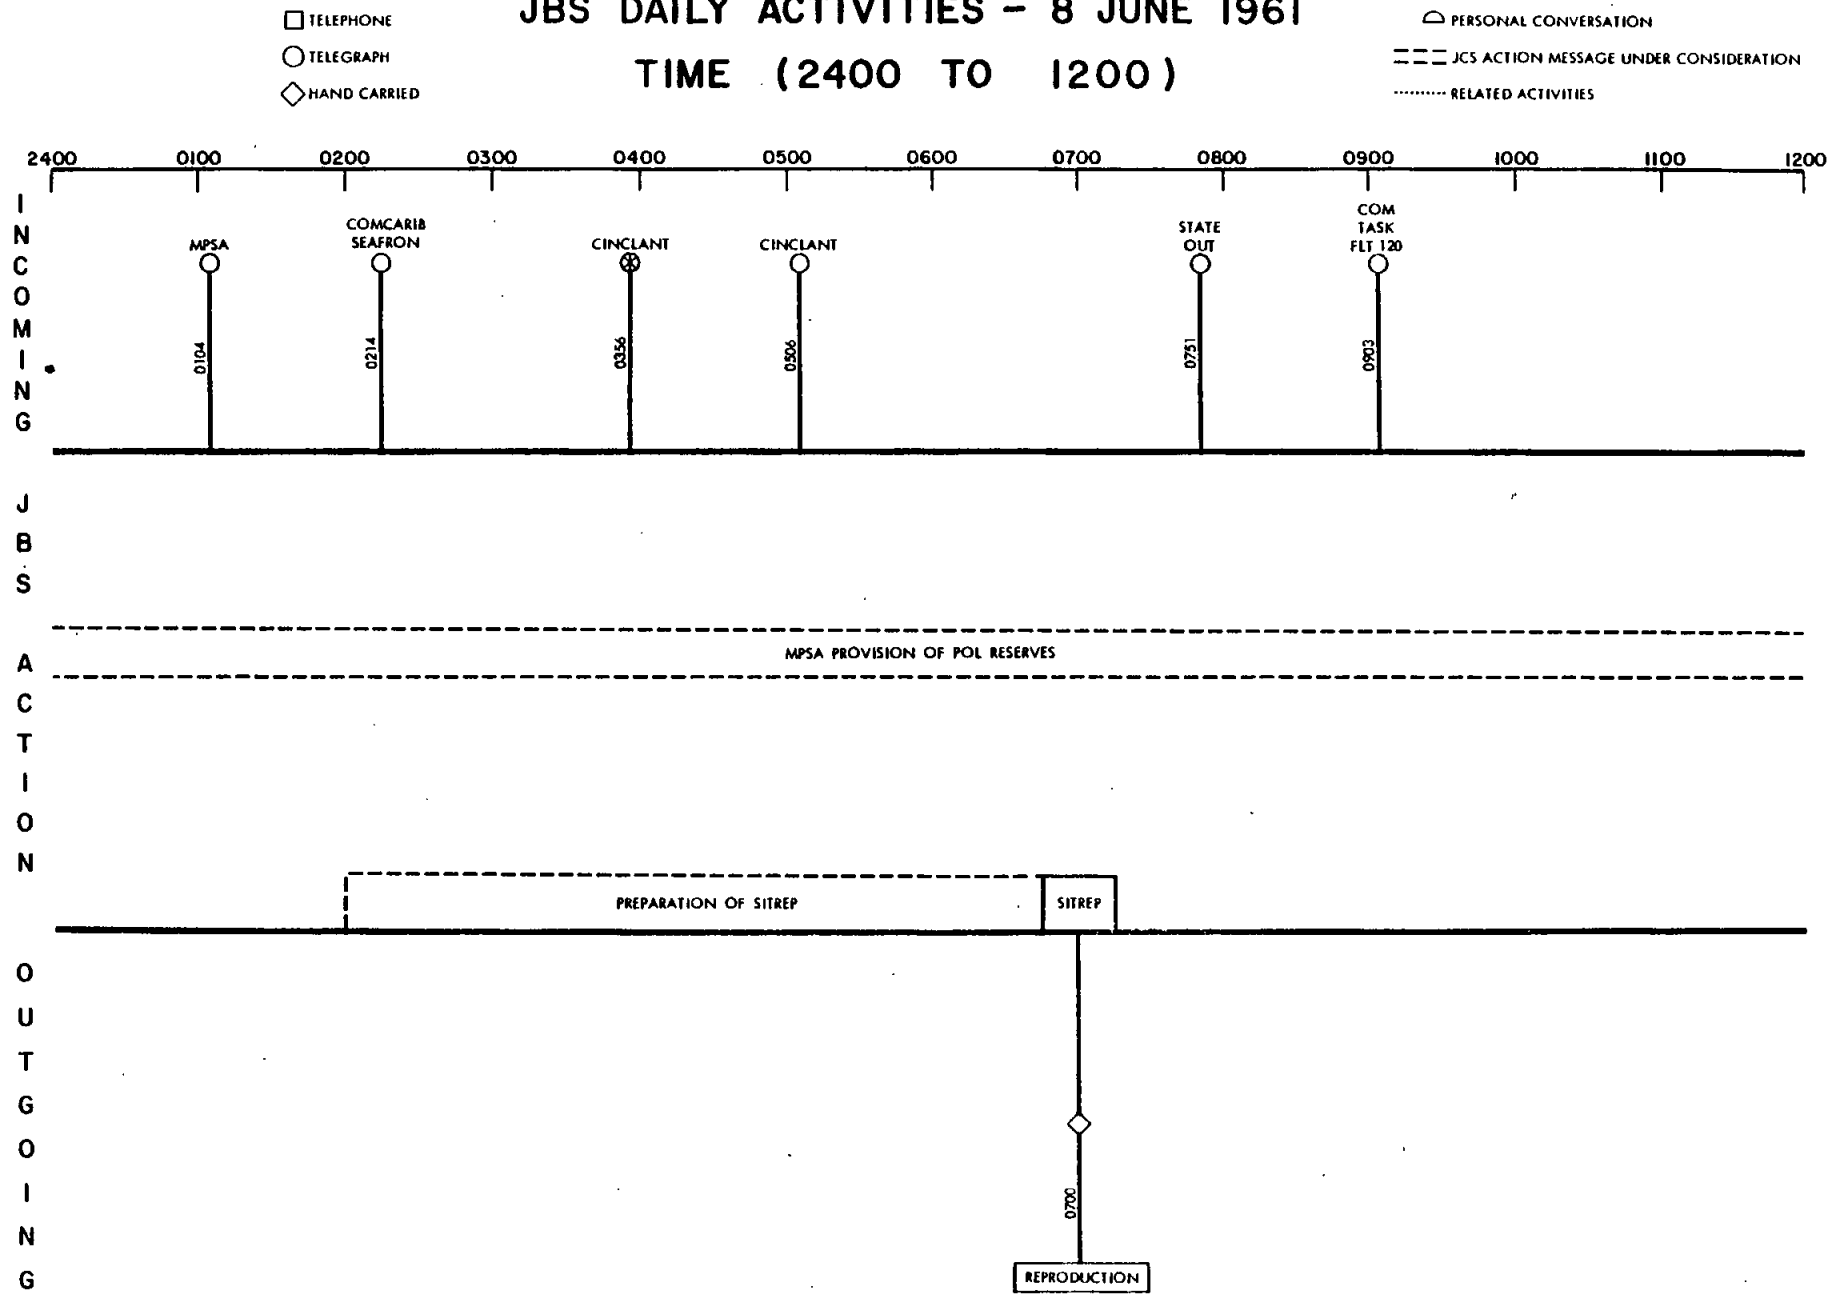 JBS DAILY ACTIVITIES – 8 JUNE 1961
TIME (2400 TO 1200)
TELEPHONE
TELEGRAPH
HAND CARRIED
PERSONAL CONVERSATION
JCS ACTION MESSAGE UNDER CONSIDERATION
RELATED ACTIVITIES
2400 0100 0200 0300 0400 0500 0600 0700 0800 0900 1000 1100 1200
INCOMING
MPSA
0104
COMCARIB
SEAFRON
0214
CINCLANT
0356
CINCLANT
0506
STATE
OUT
0751
COM
TASK
FLT 120
0903
JBS ACTION
MPSA PROVISION OF POL RESERVES
PREPARATION OF SITREP
SITREP
OUTGOING
0700
REPRODUCTION